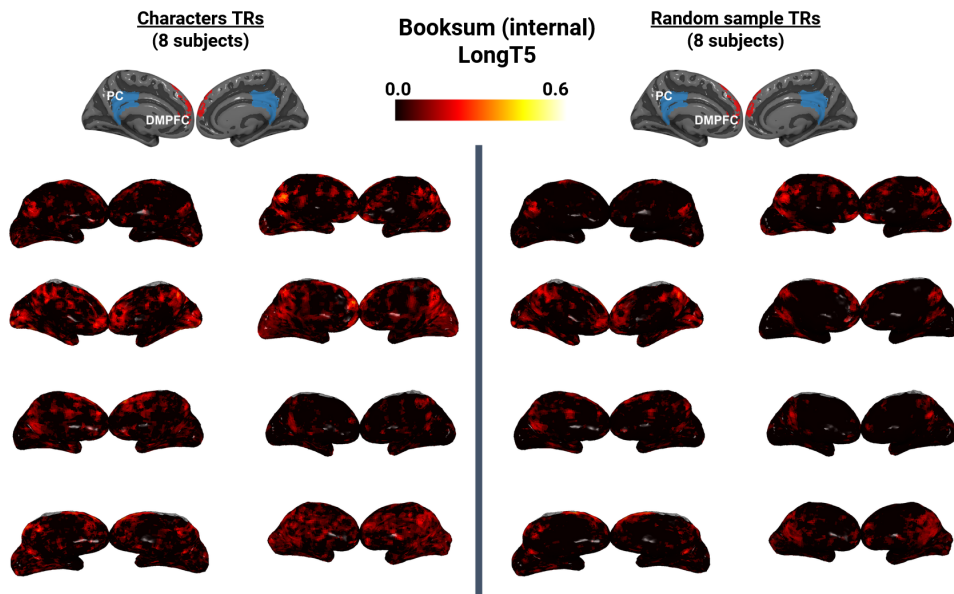 Characters TRs
(8 subjects)
Booksum (internal)
LongT5
0.0
0.6
Random sample TRs
(8 subjects)
PC
DMPFC
PC
DMPFC